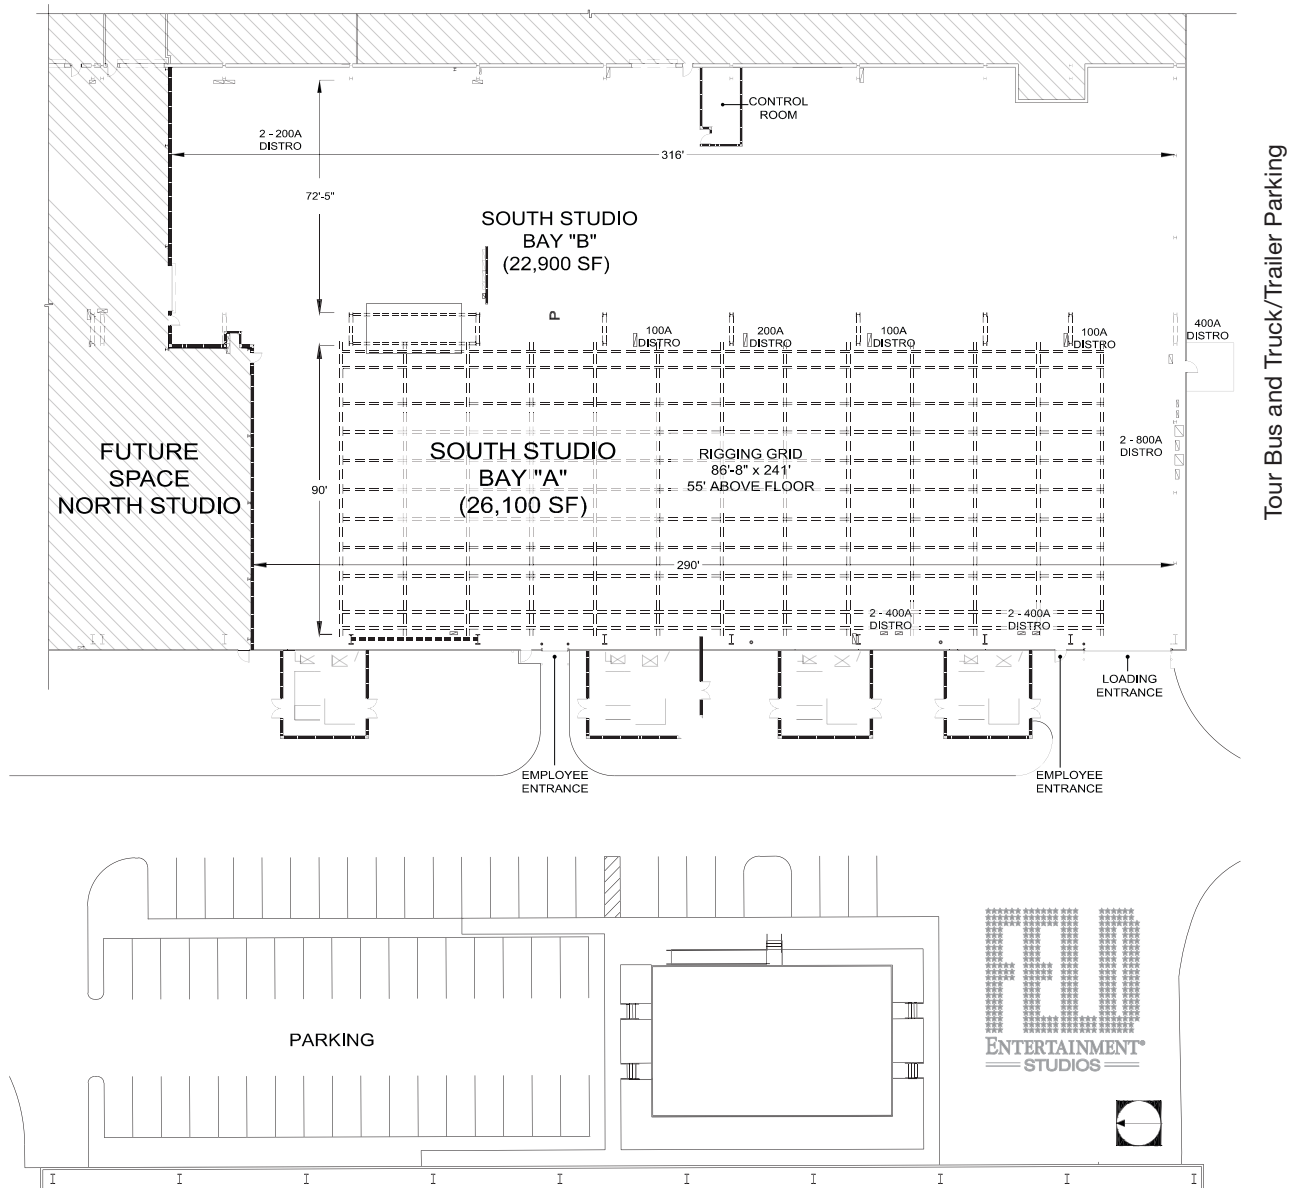 CONTROL
ROOM
2 - 200A
DISTRO
316'
72'-5"
SOUTH STUDIO
BAY "B"
(22,900 SF)
P
100A
DISTRO
200A
DISTRO
100A
DISTRO
100A
DISTRO
400A
DISTRO
Tour Bus and Truck/Trailer Parking
FUTURE
SPACE
NORTH STUDIO
SOUTH STUDIO
BAY "A"
(26,100 SF)
RIGGING GRID
86'-8" x 241'
55' ABOVE FLOOR
2 - 800A
DISTRO
90'
290'
2 - 400A
DISTRO
2 - 400A
DISTRO
LOADING
ENTRANCE
EMPLOYEE
ENTRANCE
EMPLOYEE
ENTRANCE
PARKING
FELD
ENTERTAINMENT®
STUDIOS